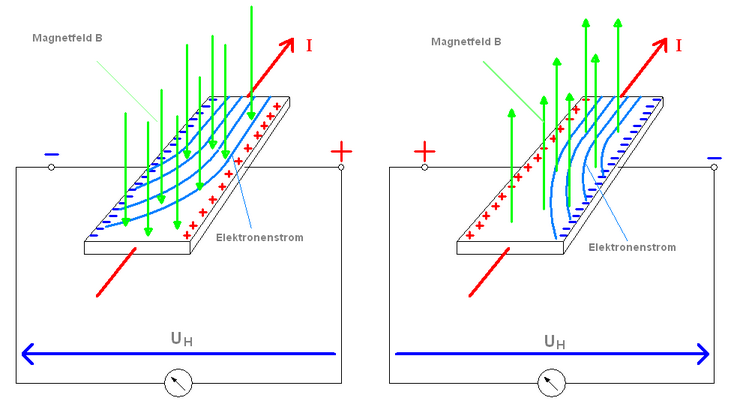 Magnetfeld B
I
−
+
Elektronenstrom
UH
Magnetfeld B
I
+
−
Elektronenstrom
UH